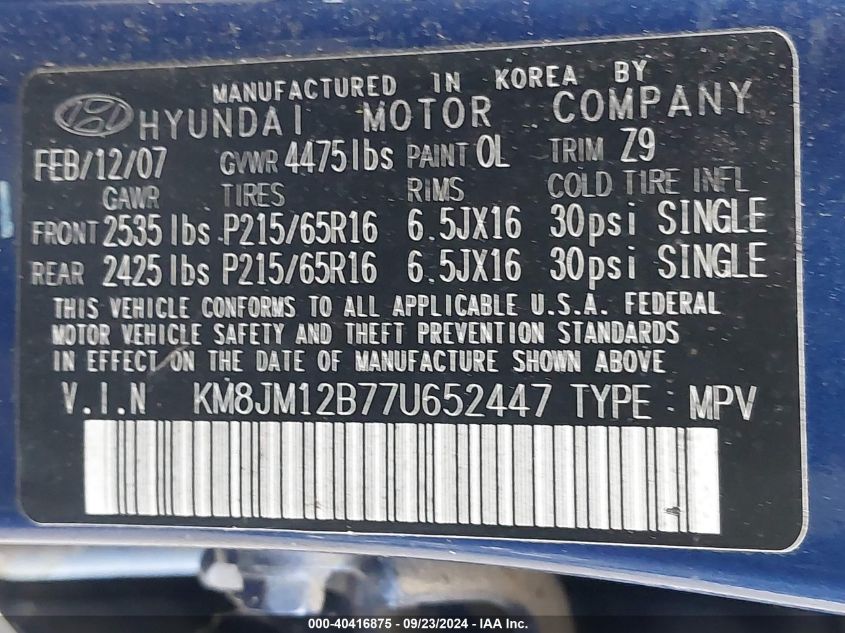 MANUFACTURED IN KOREA BY
HYUNDAI MOTOR COMPANY
FEB/12/07 GVWR 4475lbs PAINT 0L TRIM Z9
GAWR TIRES RIMS COLD TIRE INFL
FRONT 2535 lbs P215/65R16 6.5JX16 30psi SINGLE
REAR 2425 lbs P215/65R16 6.5JX16 30psi SINGLE
THIS VEHICLE CONFORMS TO ALL APPLICABLE U.S.A. FEDERAL
MOTOR VEHICLE SAFETY AND THEFT PREVENTION STANDARDS
IN EFFECT ON THE DATE OF MANUFACTURE SHOWN ABOVE
V.I.N KM8JM12B77U652447 TYPE : MPV
000-40416875 - 09/23/2024 - IAA Inc.